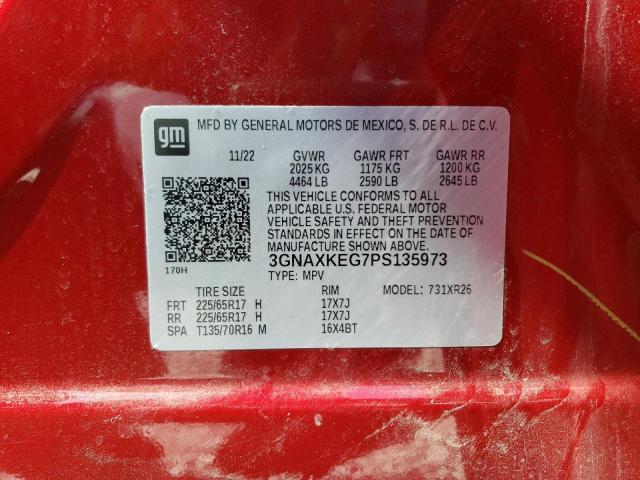 gm MFD BY GENERAL MOTORS DE MEXICO, S. DE R.L. DE C.V.
11/22 GVWR GAWR FRT GAWR RR
2025 KG 1175 KG 1200 KG
4464 LB 2590 LB 2645 LB
THIS VEHICLE CONFORMS TO ALL
APPLICABLE U.S. FEDERAL MOTOR
VEHICLE SAFETY AND THEFT PREVENTION
STANDARDS IN EFFECT ON THE DATE OF
MANUFACTURE SHOWN ABOVE.
170H 3GNAXKEG7PS135973
TYPE: MPV
TIRE SIZE RIM MODEL: 731XR26
FRT 225/65R17 H 17X7J
RR 225/65R17 H 17X7J
SPA T135/70R16 M 16X4BT